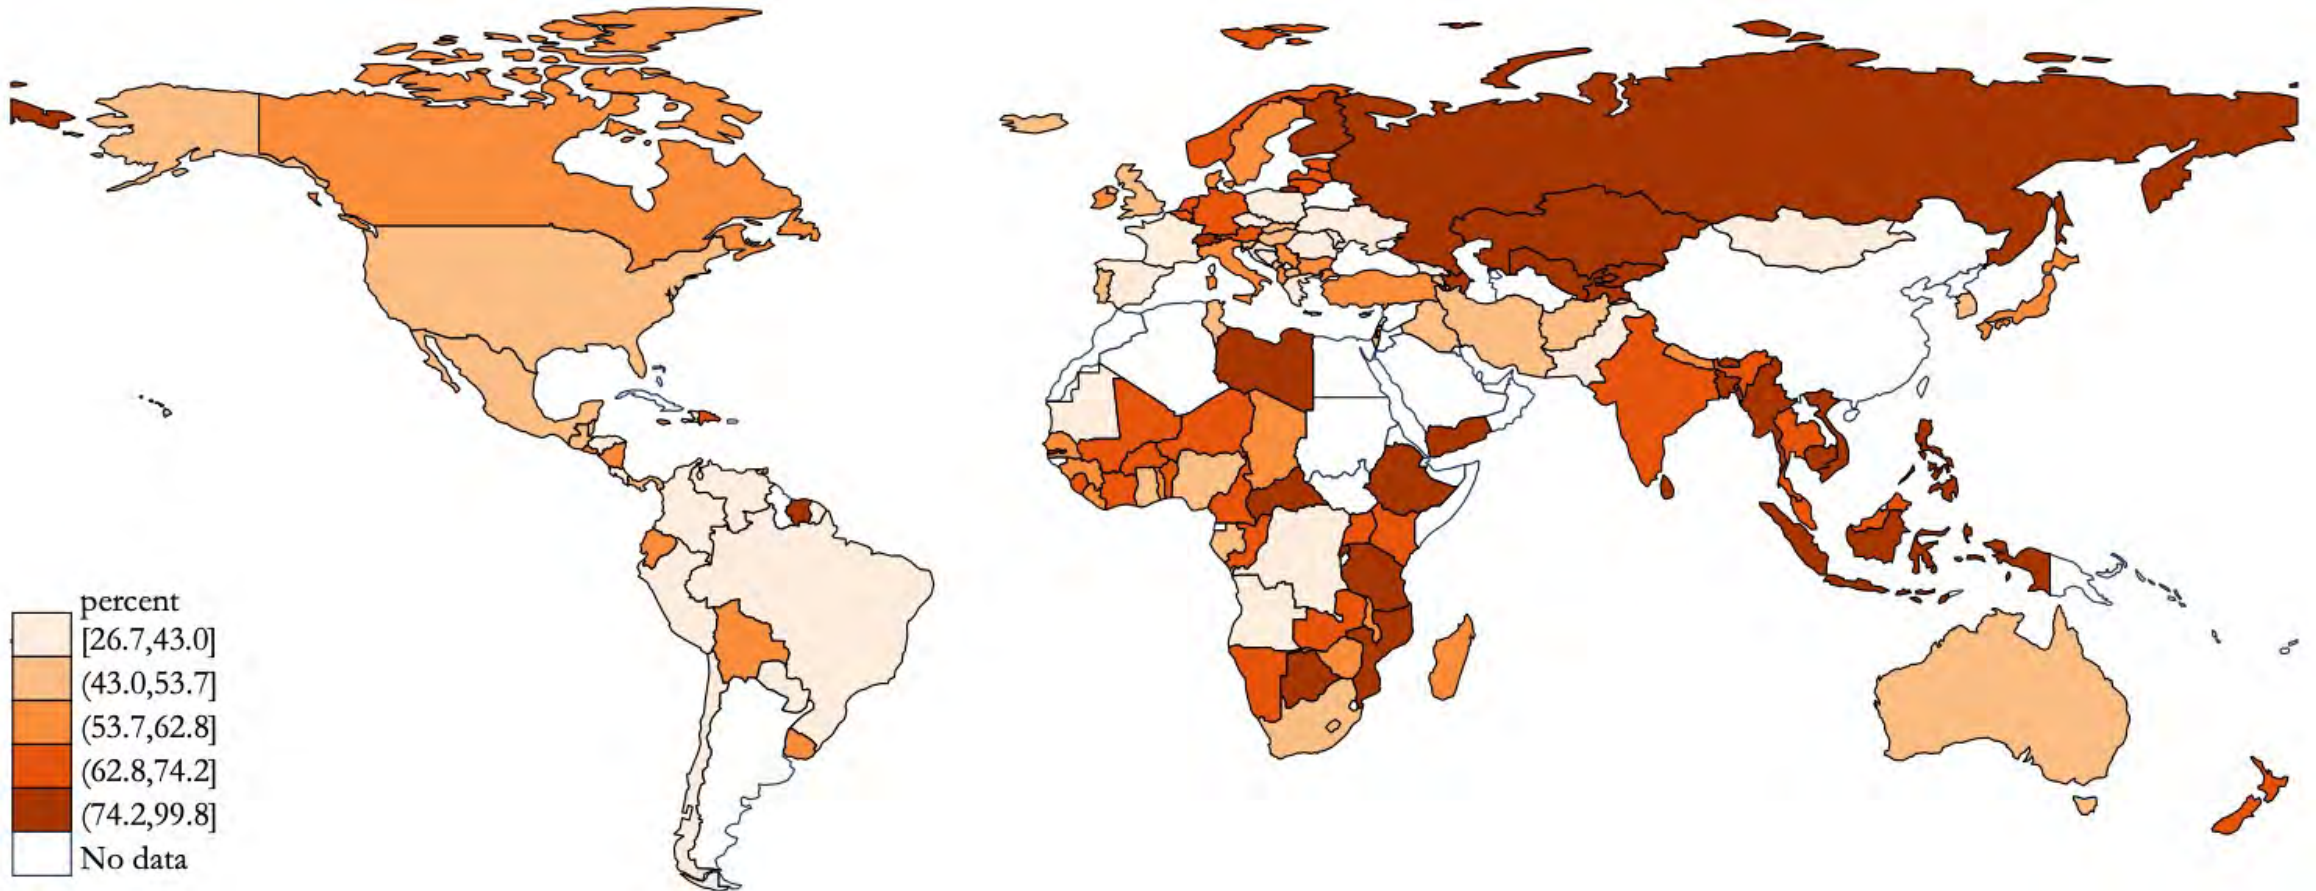 percent
[26.7,43.0]
(43.0,53.7]
(53.7,62.8]
(62.8,74.2]
(74.2,99.8]
No data